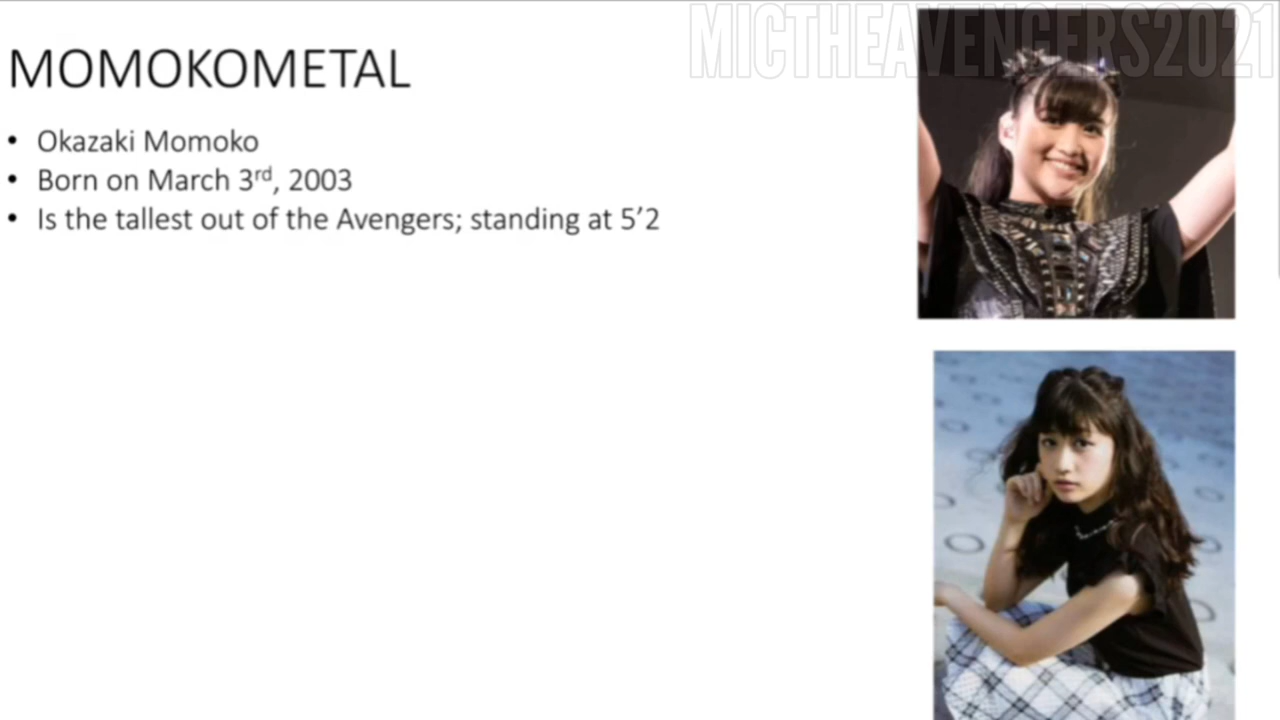 MICTHEAVENGERS2021
MOMOKOMETAL
• Okazaki Momoko
• Born on March 3rd, 2003
• Is the tallest out of the Avengers; standing at 5’2